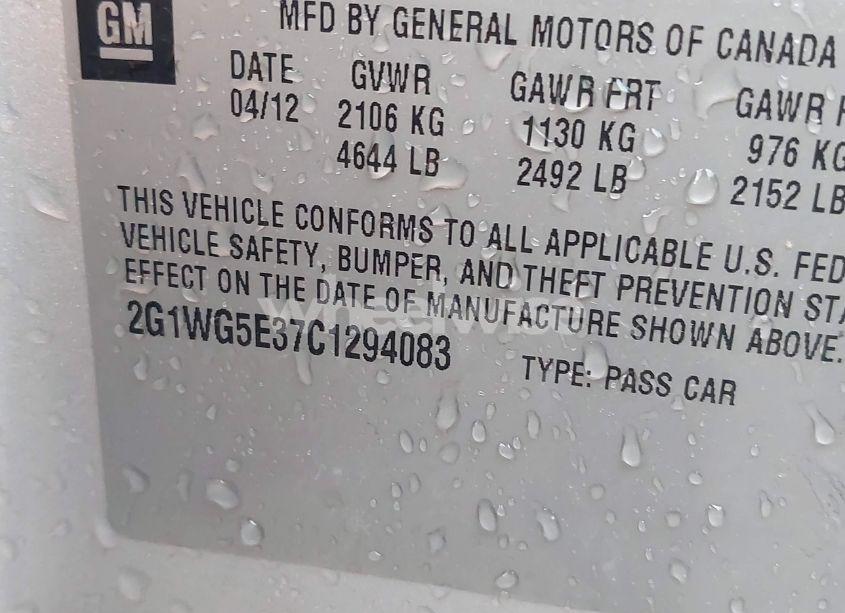 GM
MFD BY GENERAL MOTORS OF CANADA
DATE GVWR GAWR FRT GAWR
04/12 2106 KG 1130 KG 976 KG
4644 LB 2492 LB 2152 LB
THIS VEHICLE CONFORMS TO ALL APPLICABLE U.S. FED
VEHICLE SAFETY, BUMPER, AND THEFT PREVENTION STA
EFFECT ON THE DATE OF MANUFACTURE SHOWN ABOVE.
2G1WG5E37C1294083 TYPE: PASS CAR